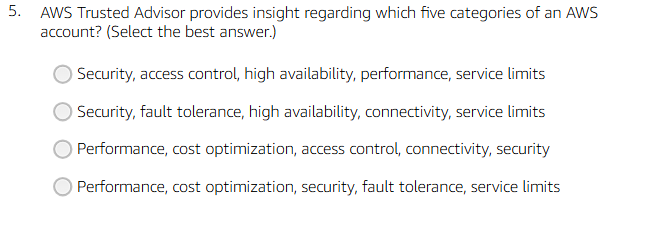 5. AWS Trusted Advisor provides insight regarding which five categories of an AWS
account? (Select the best answer.)
Security, access control, high availability, performance, service limits
Security, fault tolerance, high availability, connectivity, service limits
Performance, cost optimization, access control, connectivity, security
Performance, cost optimization, security, fault tolerance, service limits